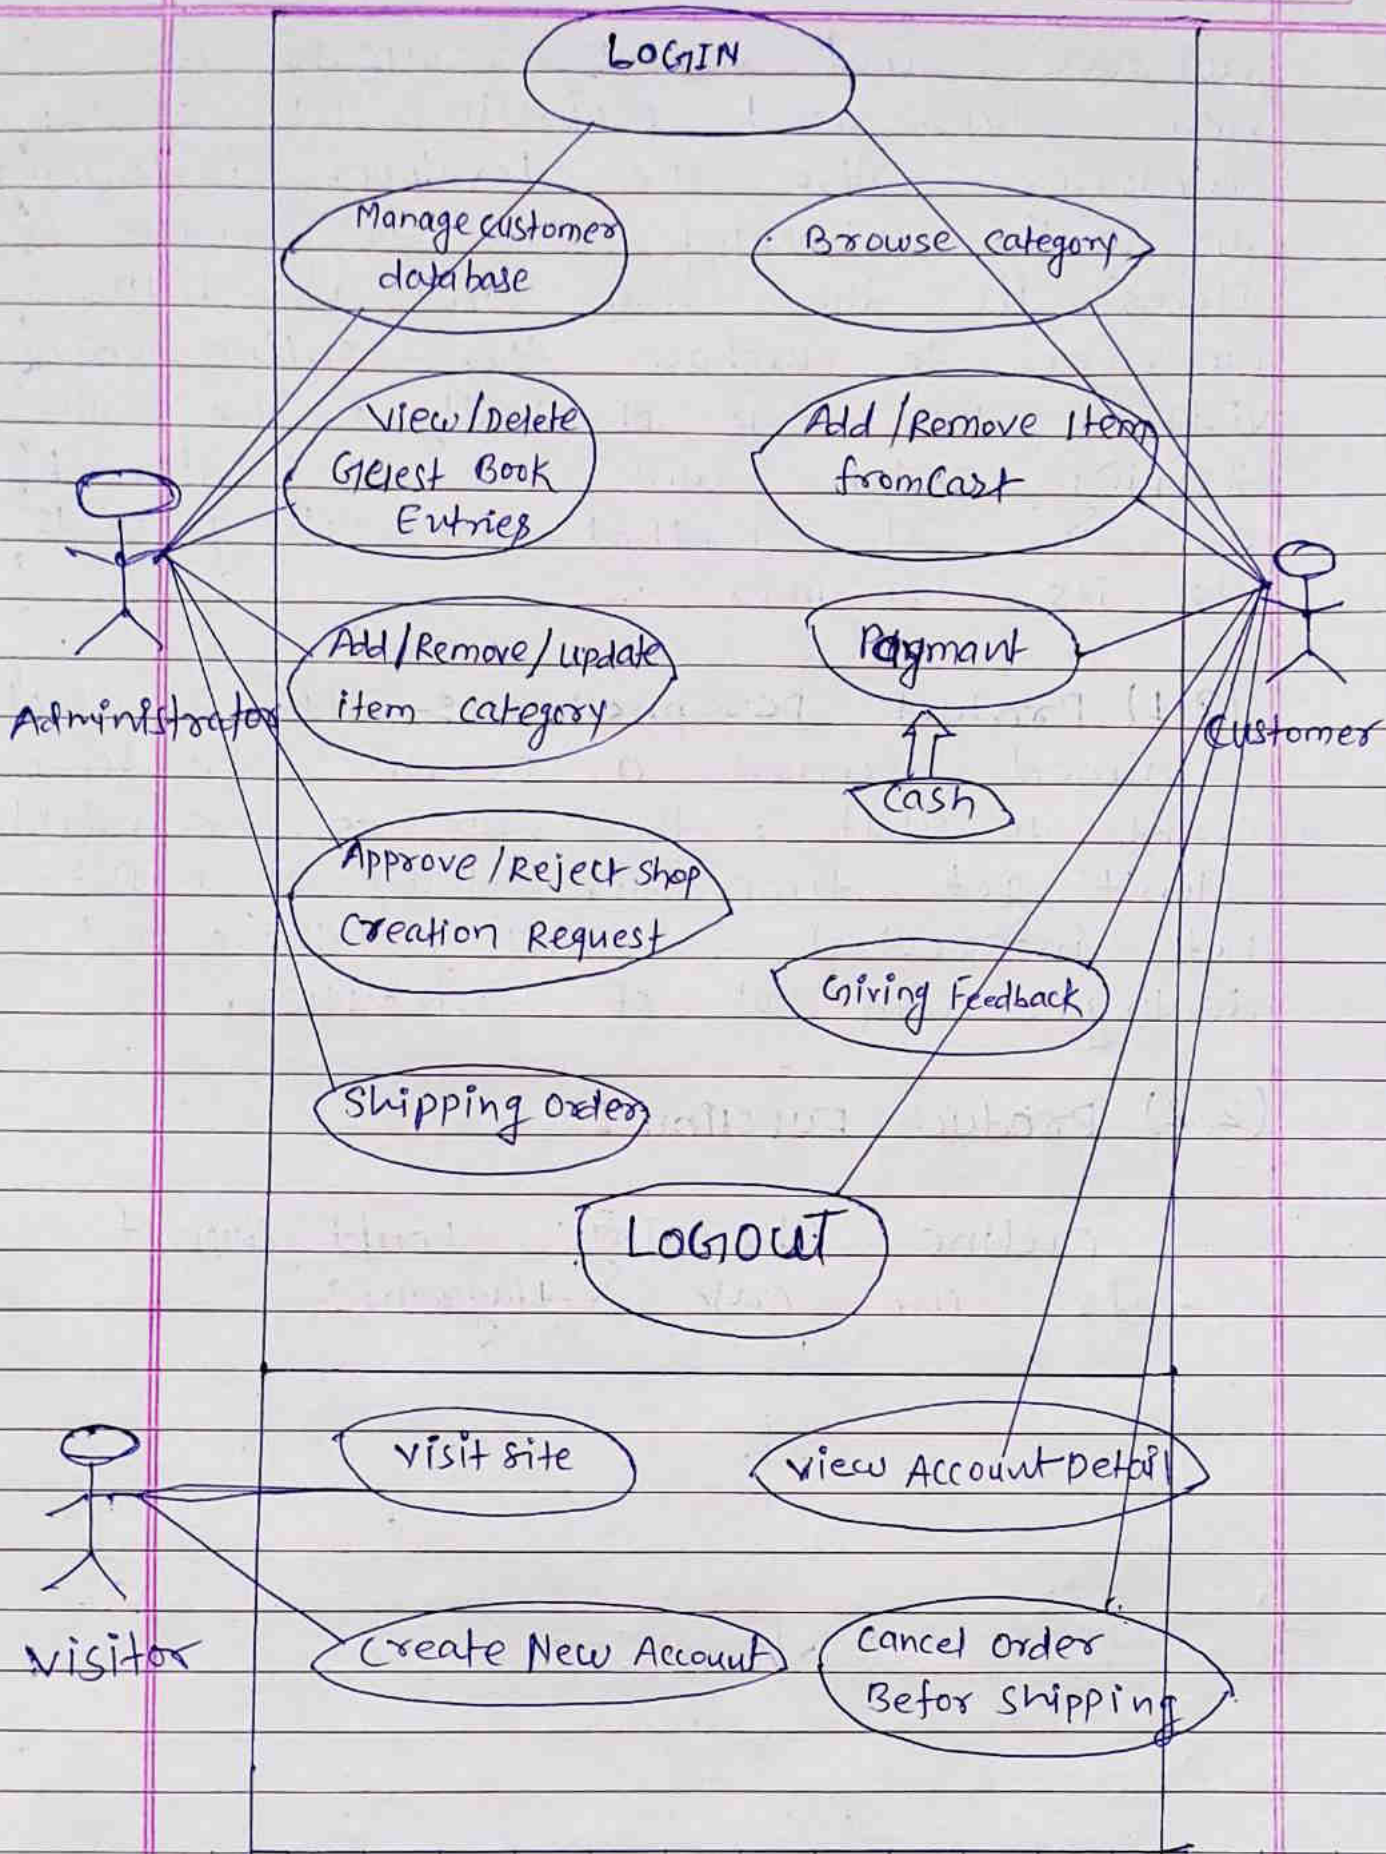 LOGIN
Manage customer
database
Browse category
View/Delete
Geuest Book
Entries
Add/Remove Item
from Cart
Add/Remove/update
item category
Paymant
Administrator
Customer
Cash
Approve/Reject Shop
Creation Request
Giving Feedback
Shipping Order
LOGOUT
Visit site
View Account Detail
Visitor
Create New Account
Cancel order
Befor shipping